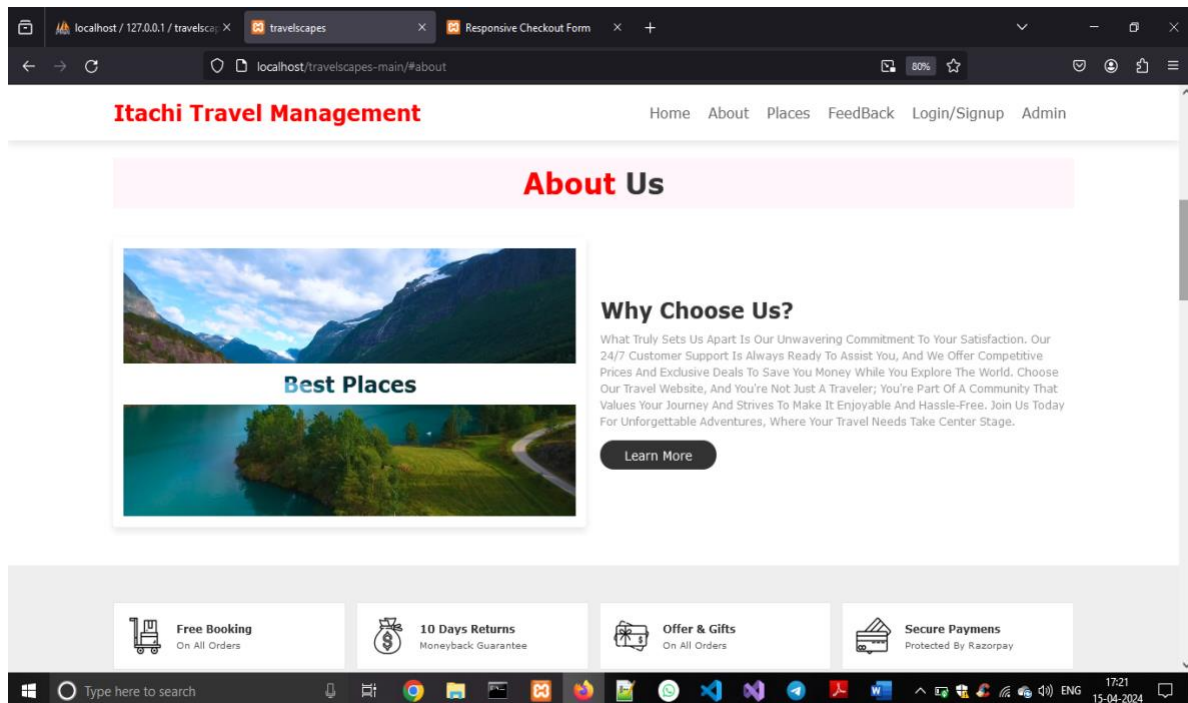 localhost / 127.0.0.1 / travelscap
travelscapes
Responsive Checkout Form
localhost/travelscapes-main/#about
80%
Itachi Travel Management
Home About Places FeedBack Login/Signup Admin
About Us
Best Places
Why Choose Us?
What Truly Sets Us Apart Is Our Unwavering Commitment To Your Satisfaction. Our
24/7 Customer Support Is Always Ready To Assist You, And We Offer Competitive
Prices And Exclusive Deals To Save You Money While You Explore The World. Choose
Our Travel Website, And You're Not Just A Traveler; You're Part Of A Community That
Values Your Journey And Strives To Make It Enjoyable And Hassle-Free. Join Us Today
For Unforgettable Adventures, Where Your Travel Needs Take Center Stage.
Learn More
Free Booking
On All Orders
10 Days Returns
Moneyback Guarantee
Offer & Gifts
On All Orders
Secure Paymens
Protected By Razorpay
Type here to search
ENG
17:21
15-04-2024